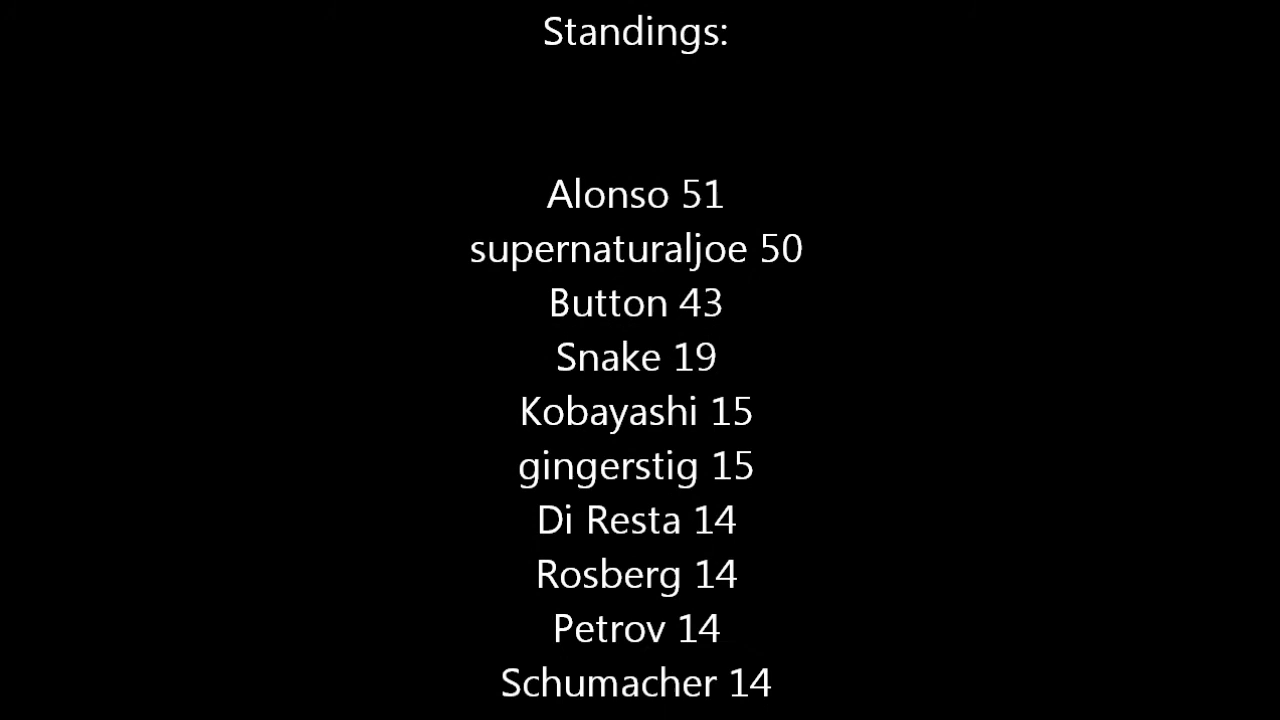 Standings:
Alonso 51
supernaturaljoe 50
Button 43
Snake 19
Kobayashi 15
gingerstig 15
Di Resta 14
Rosberg 14
Petrov 14
Schumacher 14